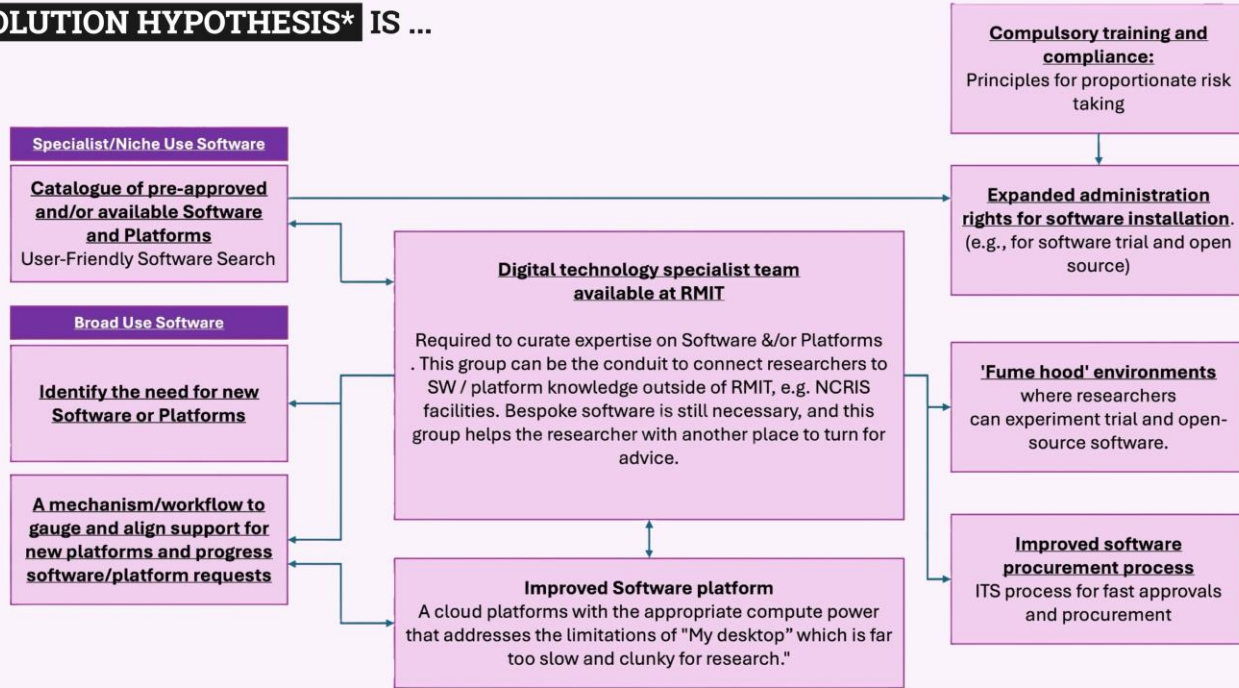 OLUTION HYPOTHESIS* IS ...
Compulsory training and
compliance:
Principles for proportionate risk
taking
Specialist/Niche Use Software
Catalogue of pre-approved
and/or available Software
and Platforms
User-Friendly Software Search
Expanded administration
rights for software installation.
(e.g., for software trial and open
source)
Digital technology specialist team
available at RMIT
Required to curate expertise on Software &/or Platforms
. This group can be the conduit to connect researchers to
SW / platform knowledge outside of RMIT, e.g. NCRIS
facilities. Bespoke software is still necessary, and this
group helps the researcher with another place to turn for
advice.
Broad Use Software
Identify the need for new
Software or Platforms
'Fume hood' environments
where researchers
can experiment trial and open-
source software.
A mechanism/workflow to
gauge and align support for
new platforms and progress
software/platform requests
Improved Software platform
A cloud platforms with the appropriate compute power
that addresses the limitations of "My desktop” which is far
too slow and clunky for research."
Improved software
procurement process
ITS process for fast approvals
and procurement